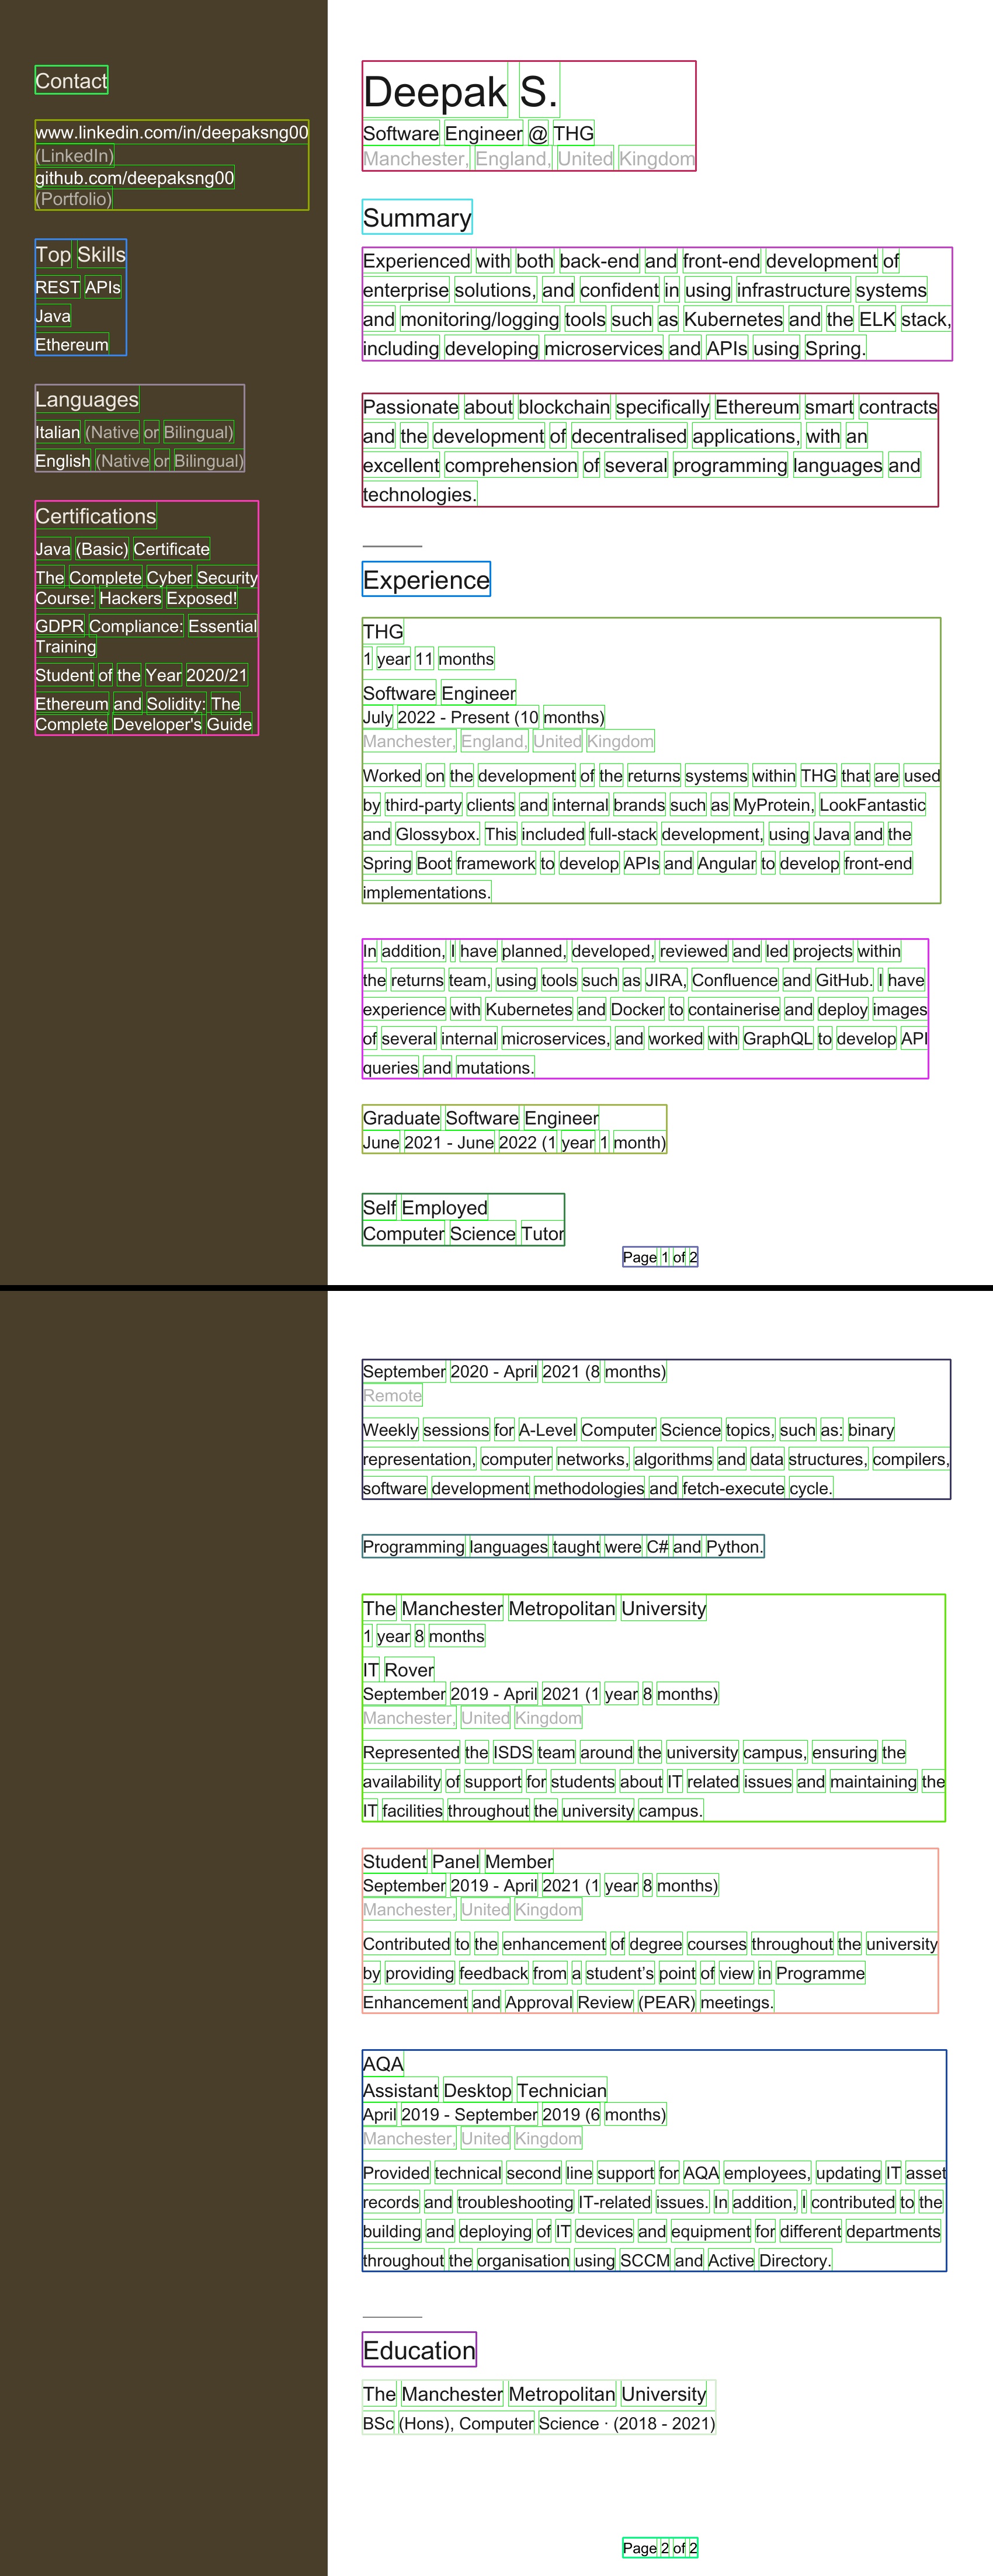 Contact
www.linkedin.com/in/deepaksng00
(LinkedIn)
github.com/deepaksng00
(Portfolio)
Top Skills
REST APIs
Java
Ethereum
Languages
Italian (Native or Bilingual)
English (Native or Bilingual)
Certifications
Java (Basic) Certificate
The Complete Cyber Security
Course: Hackers Exposed!
GDPR Compliance: Essential
Training
Student of the Year 2020/21
Ethereum and Solidity: The
Complete Developer's Guide
Deepak S.
Software Engineer @ THG
Manchester, England, United Kingdom
Summary
Experienced with both back-end and front-end development of
enterprise solutions, and confident in using infrastructure systems
and monitoring/logging tools such as Kubernetes and the ELK stack,
including developing microservices and APIs using Spring.
Passionate about blockchain specifically Ethereum smart contracts
and the development of decentralised applications, with an
excellent comprehension of several programming languages and
technologies.
Experience
THG
1 year 11 months
Software Engineer
July 2022 - Present (10 months)
Manchester, England, United Kingdom
Worked on the development of the returns systems within THG that are used
by third-party clients and internal brands such as MyProtein, LookFantastic
and Glossybox. This included full-stack development, using Java and the
Spring Boot framework to develop APIs and Angular to develop front-end
implementations.
In addition, I have planned, developed, reviewed and led projects within
the returns team, using tools such as JIRA, Confluence and GitHub. I have
experience with Kubernetes and Docker to containerise and deploy images
of several internal microservices, and worked with GraphQL to develop API
queries and mutations.
Graduate Software Engineer
June 2021 - June 2022 (1 year 1 month)
Self Employed
Computer Science Tutor
Page 1 of 2
September 2020 - April 2021 (8 months)
Remote
Weekly sessions for A-Level Computer Science topics, such as: binary
representation, computer networks, algorithms and data structures, compilers,
software development methodologies and fetch-execute cycle.
Programming languages taught were C# and Python.
The Manchester Metropolitan University
1 year 8 months
IT Rover
September 2019 - April 2021 (1 year 8 months)
Manchester, United Kingdom
Represented the ISDS team around the university campus, ensuring the
availability of support for students about IT related issues and maintaining the
IT facilities throughout the university campus.
Student Panel Member
September 2019 - April 2021 (1 year 8 months)
Manchester, United Kingdom
Contributed to the enhancement of degree courses throughout the university
by providing feedback from a student’s point of view in Programme
Enhancement and Approval Review (PEAR) meetings.
AQA
Assistant Desktop Technician
April 2019 - September 2019 (6 months)
Manchester, United Kingdom
Provided technical second line support for AQA employees, updating IT asset
records and troubleshooting IT-related issues. In addition, I contributed to the
building and deploying of IT devices and equipment for different departments
throughout the organisation using SCCM and Active Directory.
Education
The Manchester Metropolitan University
BSc (Hons), Computer Science · (2018 - 2021)
Page 2 of 2